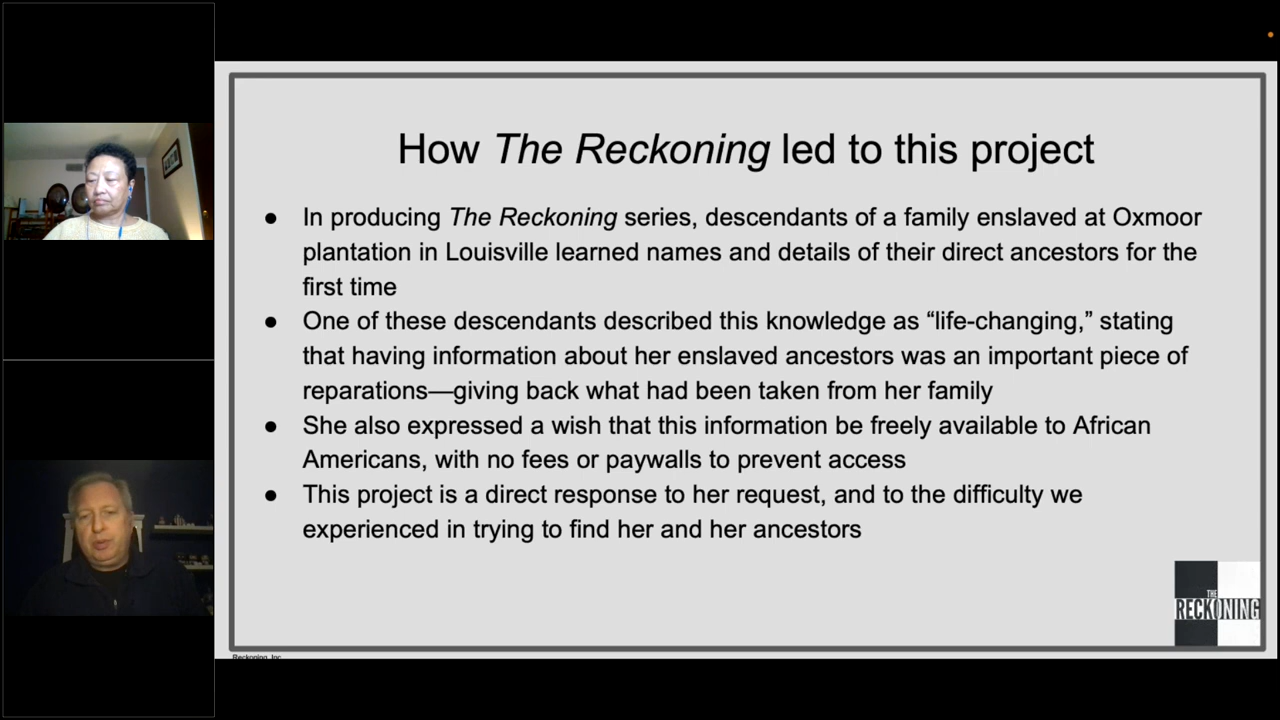 How The Reckoning led to this project
● In producing The Reckoning series, descendants of a family enslaved at Oxmoor
plantation in Louisville learned names and details of their direct ancestors for the
first time
● One of these descendants described this knowledge as “life-changing,” stating
that having information about her enslaved ancestors was an important piece of
reparations—giving back what had been taken from her family
● She also expressed a wish that this information be freely available to African
Americans, with no fees or paywalls to prevent access
● This project is a direct response to her request, and to the difficulty we
experienced in trying to find her and her ancestors
THE
RECKONING
Reckoning, Inc.